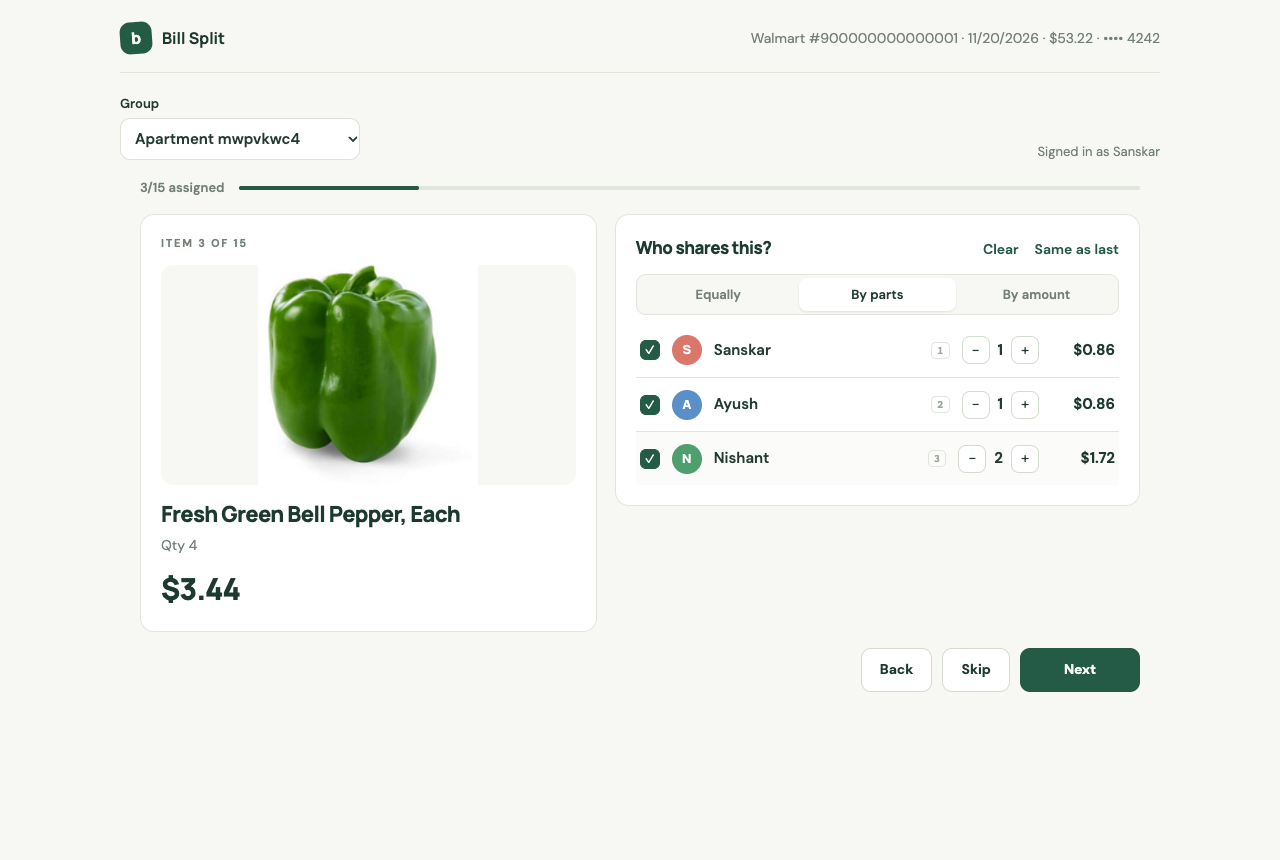 b Bill Split
Walmart #900000000000001 · 11/20/2026 · $53.22 · •••• 4242
Group
Apartment mwpvkwc4
Signed in as Sanskar
3/15 assigned
ITEM 3 OF 15
Fresh Green Bell Pepper, Each
Qty 4
$3.44
Who shares this?
Clear Same as last
Equally By parts By amount
S Sanskar 1 − 1 + $0.86
A Ayush 2 − 1 + $0.86
N Nishant 3 − 2 + $1.72
Back Skip Next